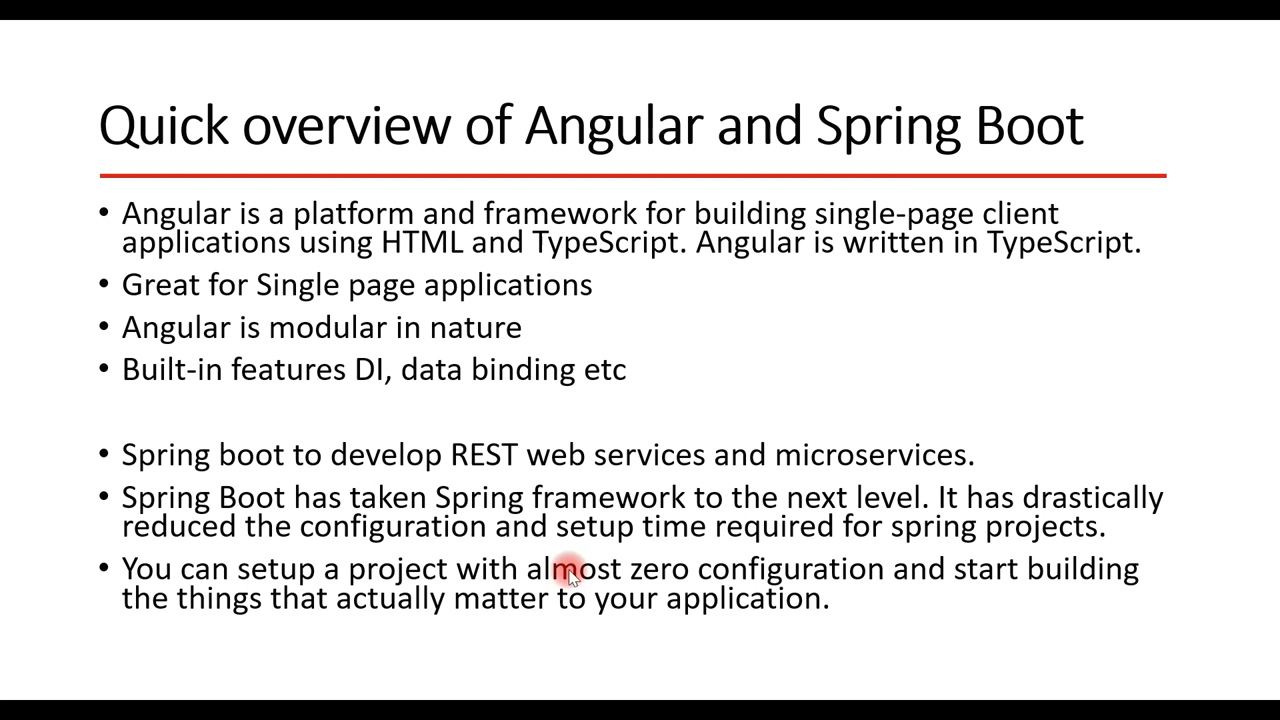 Quick overview of Angular and Spring Boot
• Angular is a platform and framework for building single-page client
applications using HTML and TypeScript. Angular is written in TypeScript.
• Great for Single page applications
• Angular is modular in nature
• Built-in features DI, data binding etc
• Spring boot to develop REST web services and microservices.
• Spring Boot has taken Spring framework to the next level. It has drastically
reduced the configuration and setup time required for spring projects.
• You can setup a project with almost zero configuration and start building
the things that actually matter to your application.